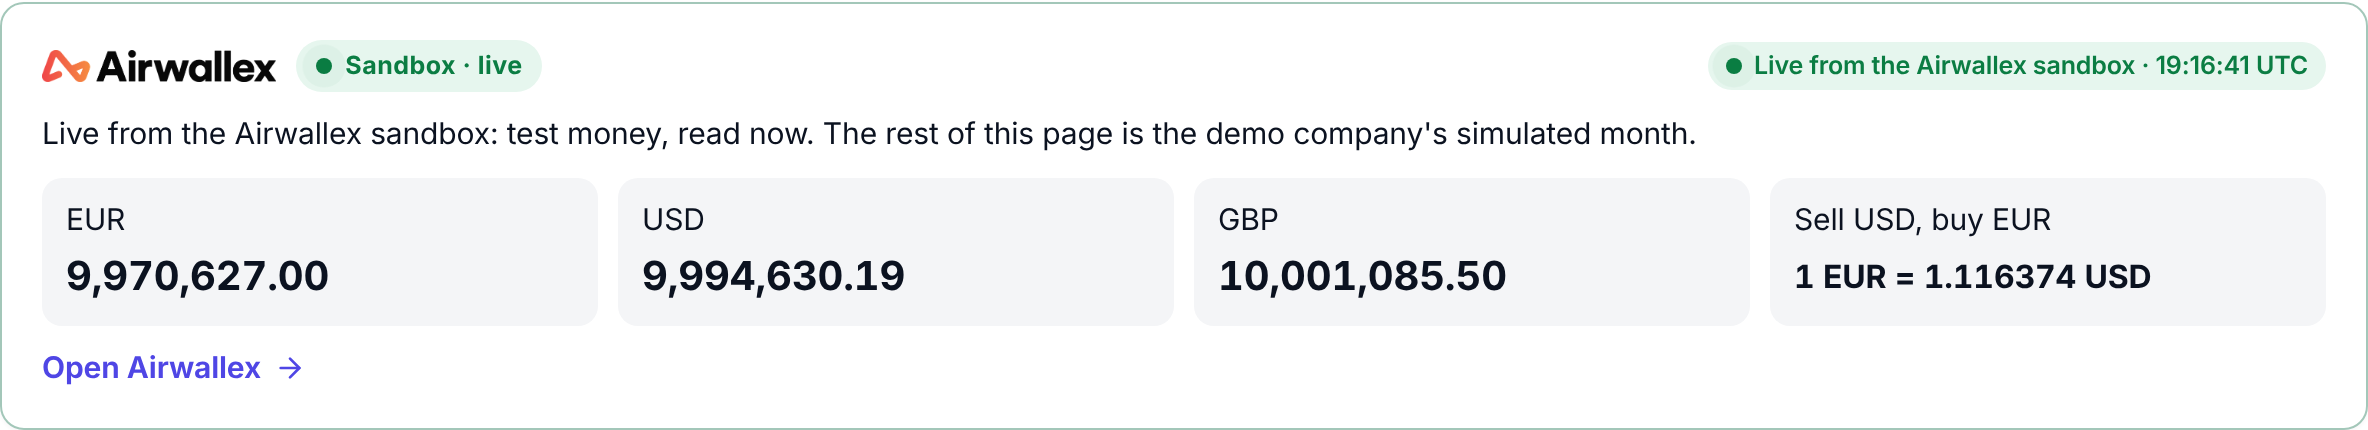 Airwallex
Sandbox · live
Live from the Airwallex sandbox · 19:16:41 UTC
Live from the Airwallex sandbox: test money, read now. The rest of this page is the demo company's simulated month.
EUR
9,970,627.00
USD
9,994,630.19
GBP
10,001,085.50
Sell USD, buy EUR
1 EUR = 1.116374 USD
Open Airwallex →